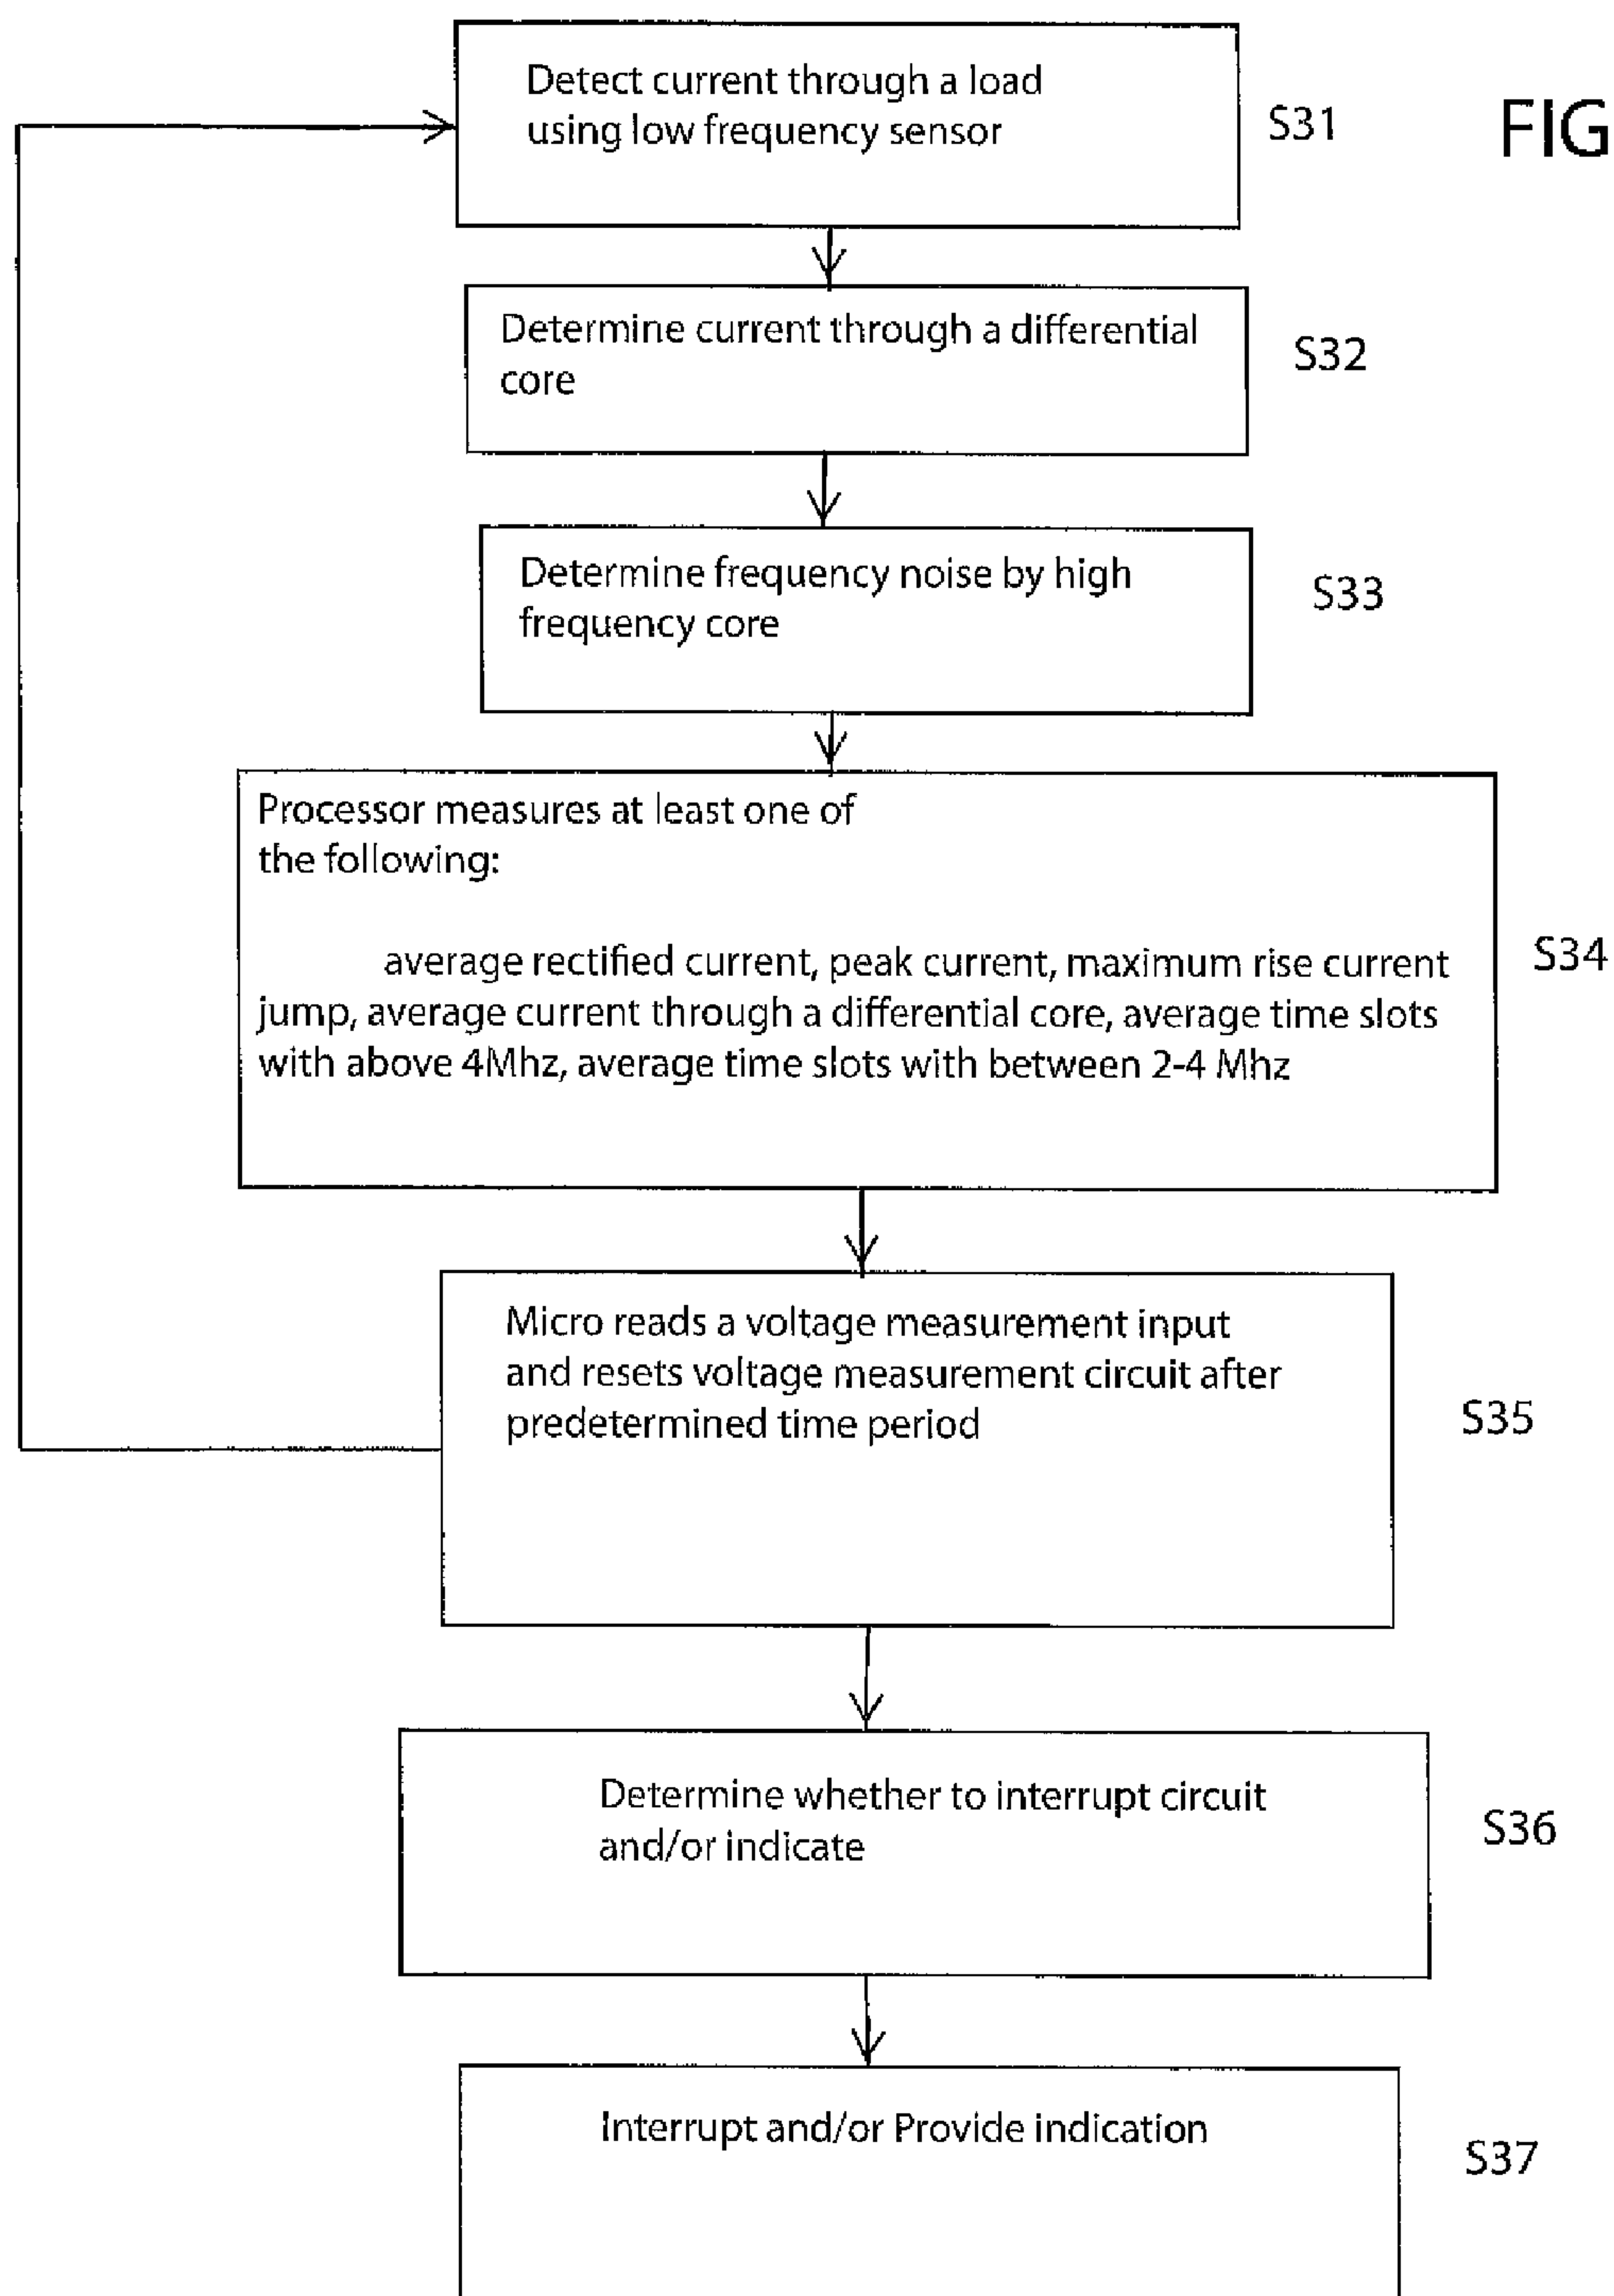 Detect current through a load
using low frequency sensor
S31
FIG
Determine current through a differential
core
S32
Determine frequency noise by high
frequency core
S33
Processor measures at least one of
the following:
average rectified current, peak current, maximum rise current
jump, average current through a differential core, average time slots
with above 4Mhz, average time slots with between 2-4 Mhz
S34
Micro reads a voltage measurement input
and resets voltage measurement circuit after
predetermined time period
S35
Determine whether to interrupt circuit
and/or indicate
S36
Interrupt and/or Provide indication
S37